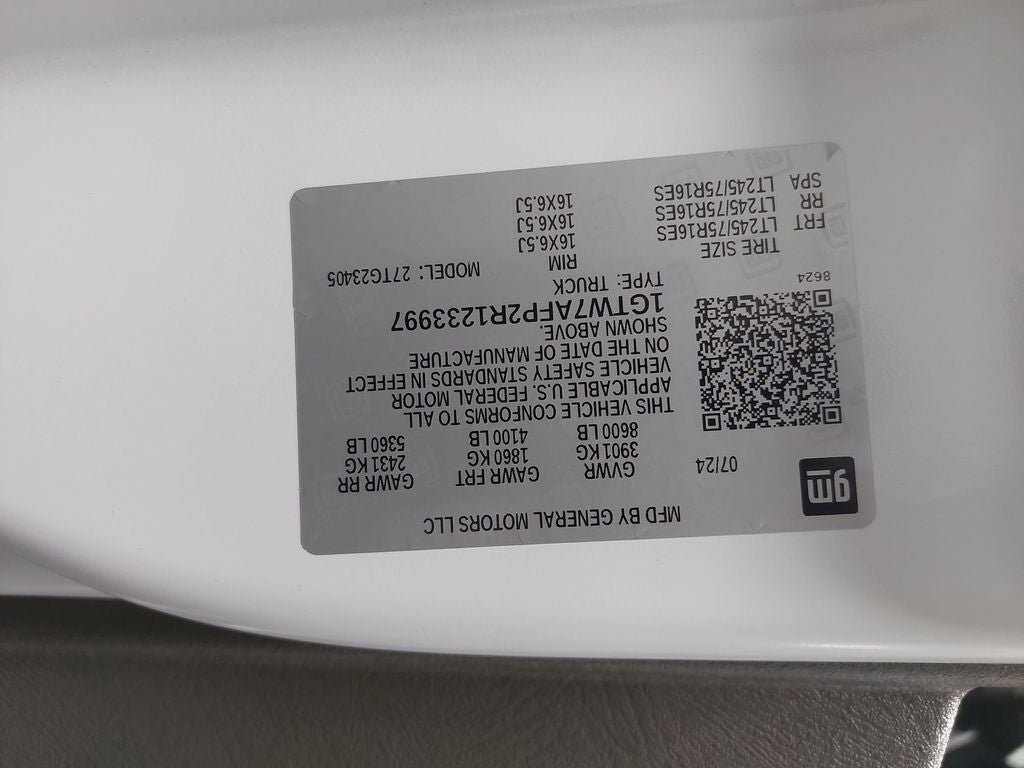 MFD BY GENERAL MOTORS LLC
gm
07/24
GVWR GAWR FRT GAWR RR
3901 KG 1860 KG 2431 KG
8600 LB 4100 LB 5360 LB
THIS VEHICLE CONFORMS TO ALL
APPLICABLE U.S. FEDERAL MOTOR
VEHICLE SAFETY STANDARDS IN EFFECT
ON THE DATE OF MANUFACTURE
SHOWN ABOVE.
1GTW7AFP2R1233997
TYPE: TRUCK
8624
MODEL: 27TG23405
TIRE SIZE RIM
FRT LT245/75R16ES 16X6.5J
RR LT245/75R16ES 16X6.5J
SPA LT245/75R16ES 16X6.5J